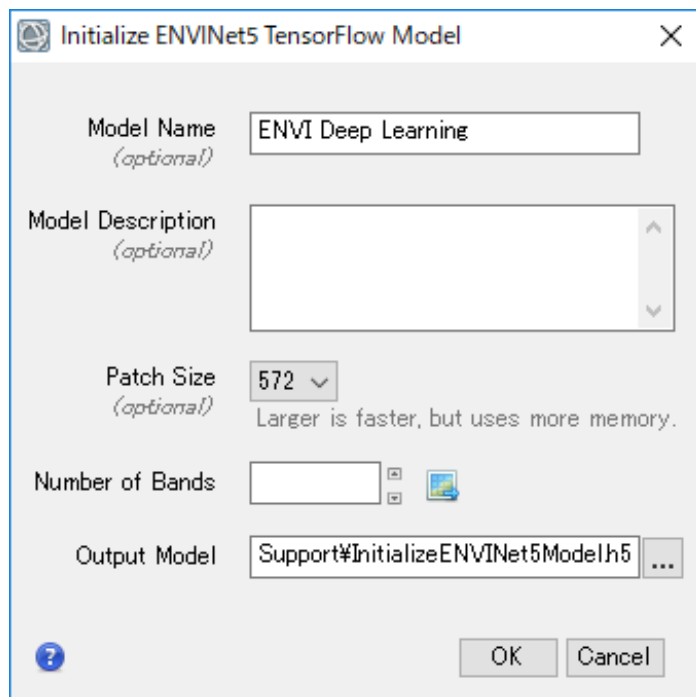 Initialize ENVINet5 TensorFlow Model
Model Name
ENVI Deep Learning
(optional)
Model Description
(optional)
Patch Size
572
(optional)
Larger is faster, but uses more memory.
Number of Bands
Output Model
Support¥InitializeENVINet5Model.h5
...
?
OK
Cancel